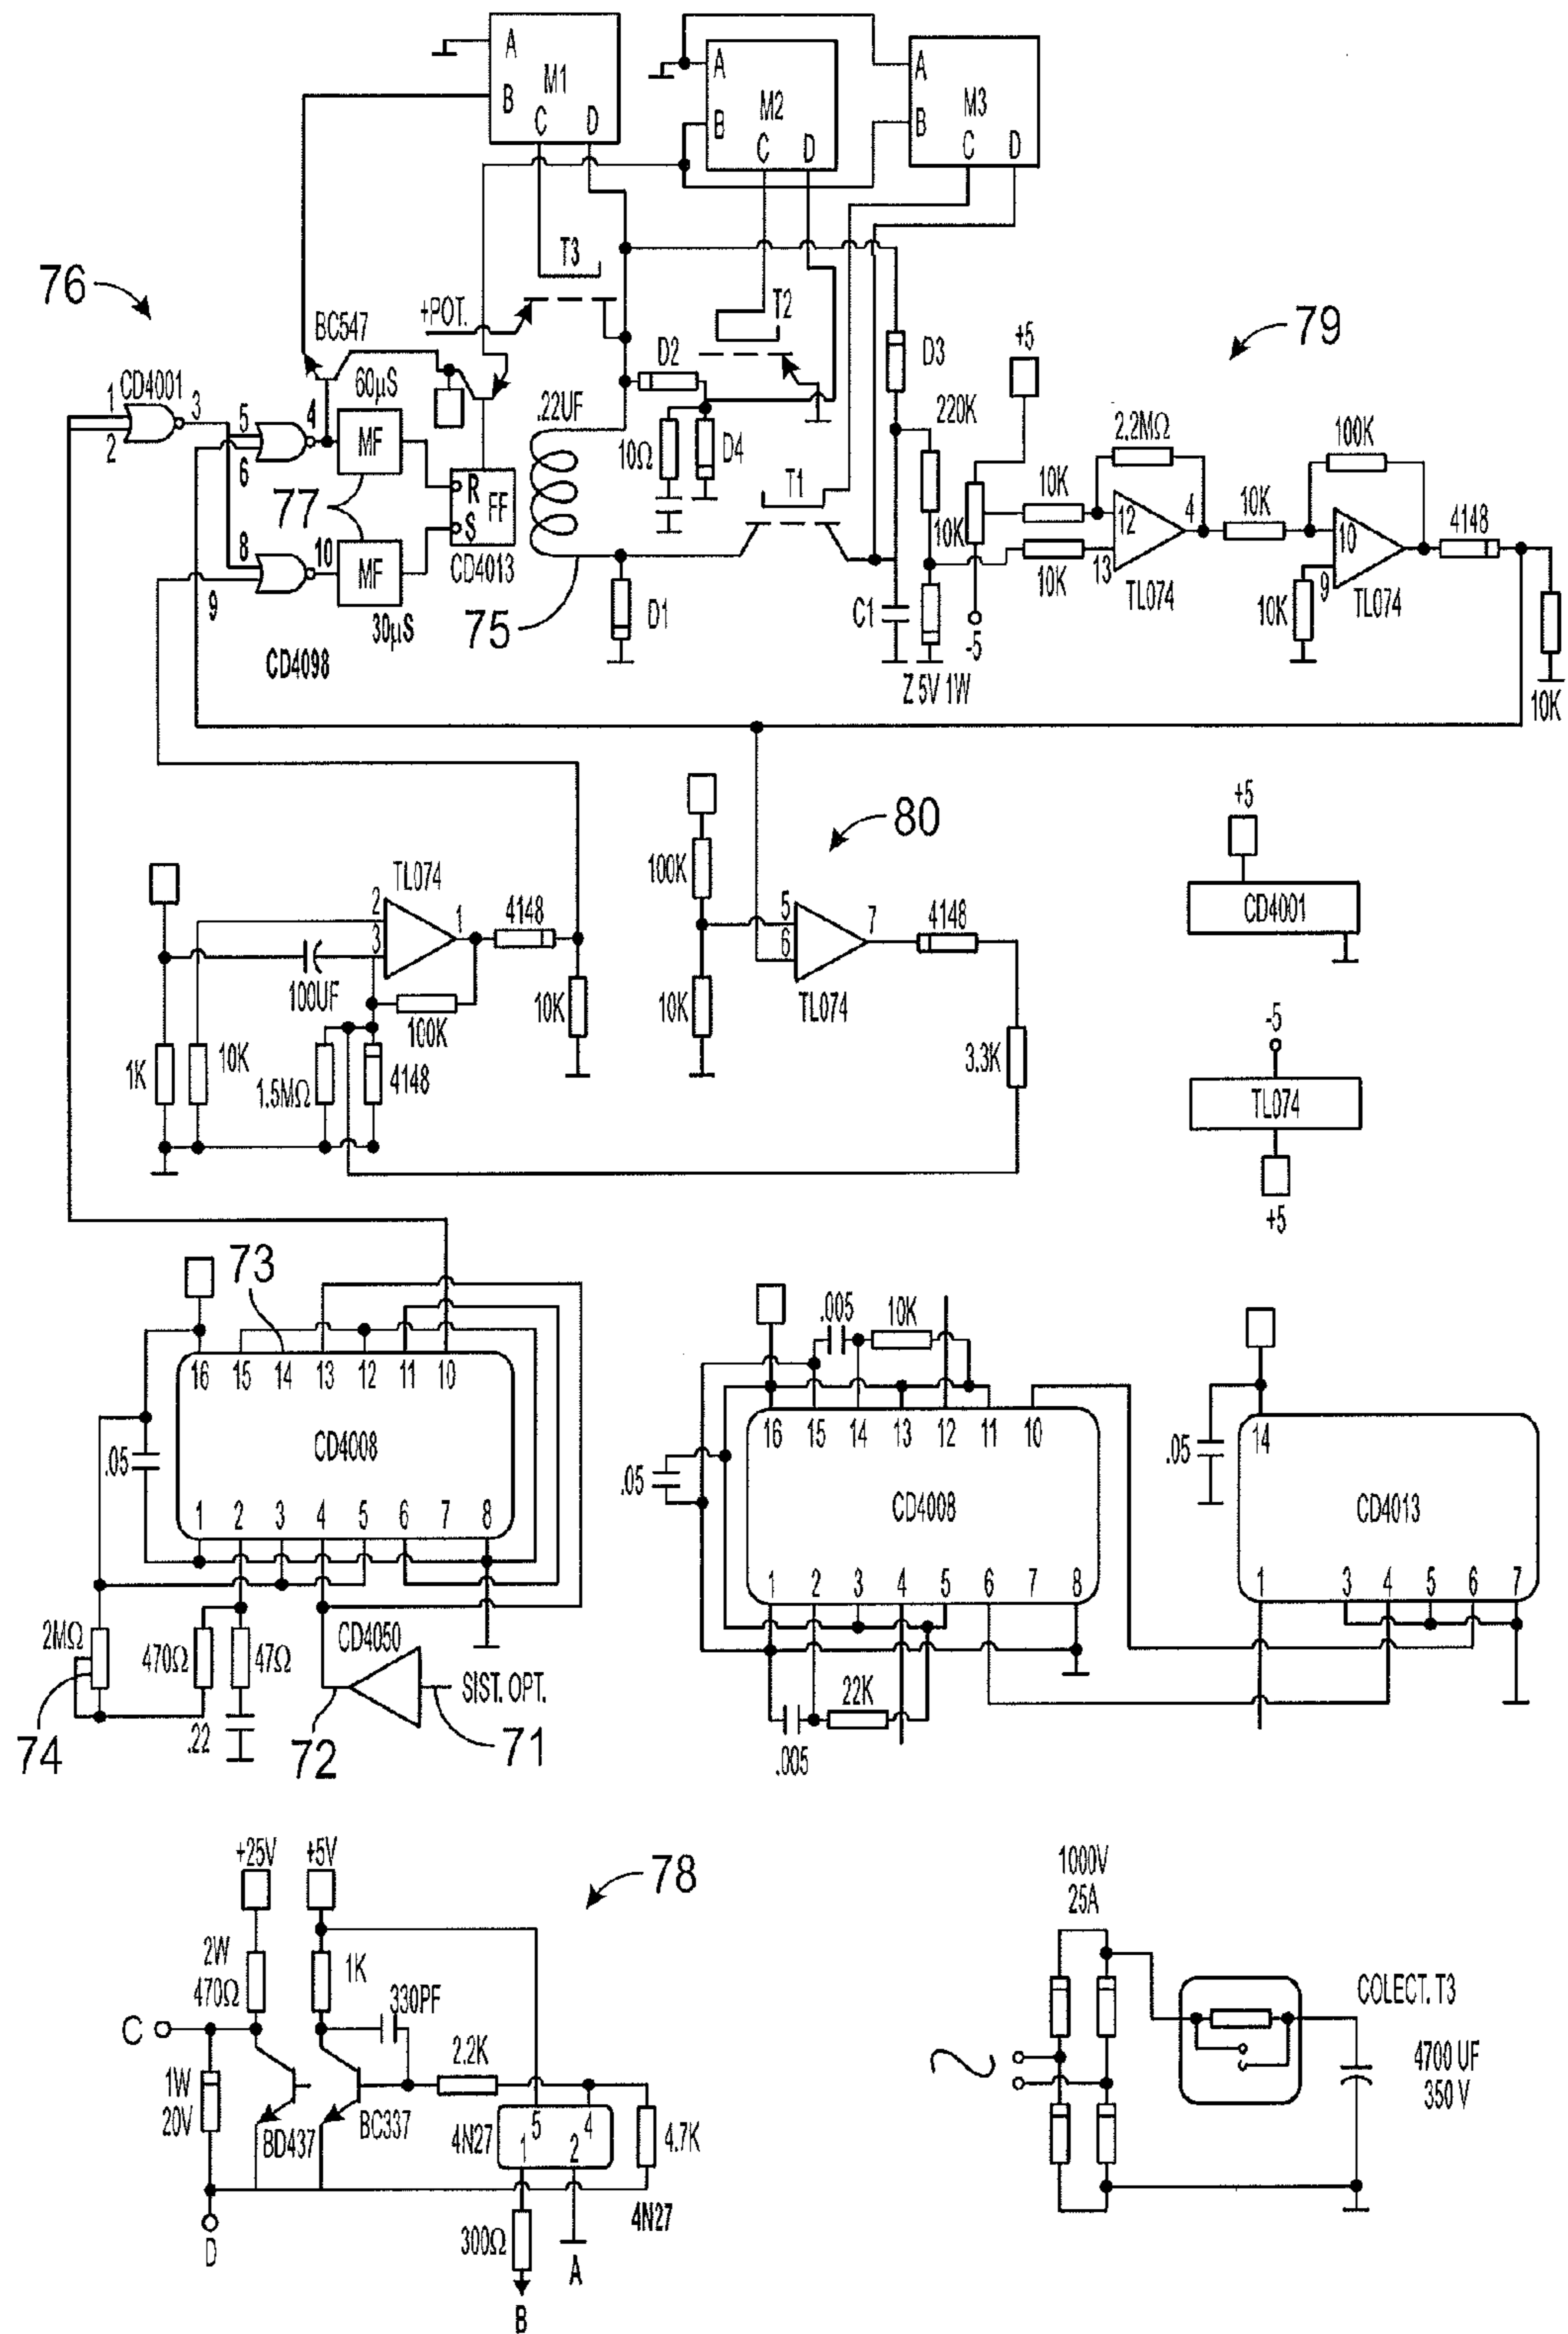 A
B
M1
C
D
A
B
M2
C
D
A
B
M3
C
D
76
T3
+POT.
BC547
T2
D2
D3
+5
79
1
CD4001
3
2
5
4
6
60µS
MF
.22UF
10Ω
D4
220K
2,2MΩ
100K
77
R
FF
S
CD4013
T1
10K
12
4
10K
10
4148
8
10
9
MF
30µS
10K
10K
13
TL074
10K
9
TL074
CD4098
75
D1
C1
-5
Z 5V 1W
10K
80
+5
TL074
2
1
3
4148
100K
5
7
6
4148
CD4001
100UF
100K
10K
10K
TL074
1K
10K
1.5MΩ
4148
3.3K
-5
TL074
+5
73
16
15
14
13
12
11
10
.05
CD4008
1
2
3
4
5
6
7
8
.005
10K
16
15
14
13
12
11
10
.05
CD4008
1
2
3
4
5
6
7
8
14
.05
CD4013
1
3
4
5
6
7
2MΩ
470Ω
47Ω
CD4050
SIST. OPT.
22K
.005
74
.22
72
71
+25V
+5V
78
1000V
25A
2W
470Ω
1K
330PF
C
2.2K
COLECT. T3
1W
20V
BD437
BC337
4N27
5
4
1
2
4.7K
4700 UF
350 V
D
300Ω
A
4N27
B